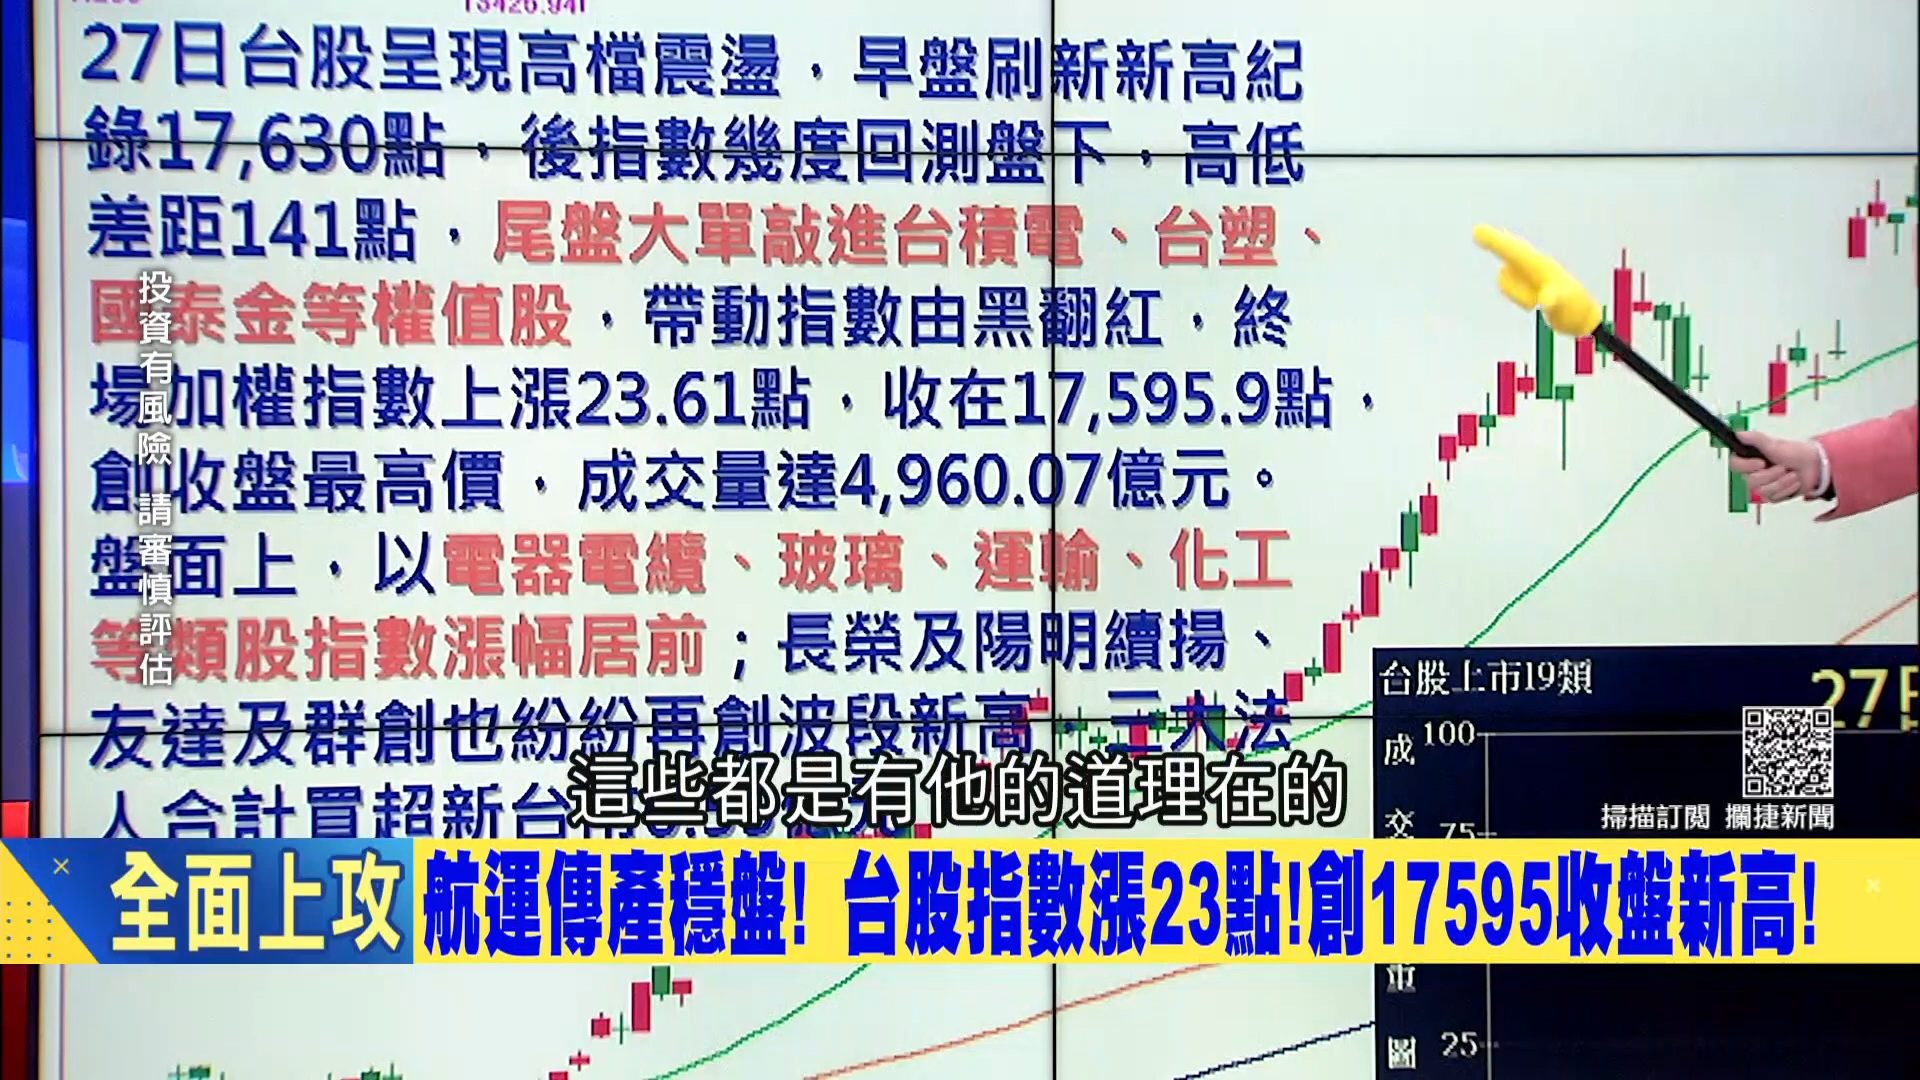 13426.94
27日台股呈現高檔震盪，早盤刷新新高紀
錄17,630點，後指數幾度回測盤下，高低
差距141點，尾盤大單敲進台積電、台塑、
國泰金等權值股，帶動指數由黑翻紅，終
場加權指數上漲23.61點，收在17,595.9點，
創收盤最高價，成交量達4,960.07億元。
盤面上，以電器電纜、玻璃、運輸、化工
等類股指數漲幅居前；長榮及陽明續揚、
友達及群創也紛紛再創波段新高，三大法
人合計買超新台幣
投資有風險 請審慎評估
台股上市19類
27日
成交
市
圖
100
75
25
掃描訂閱 攔捷新聞
這些都是有他的道理在的
全面上攻
航運傳產穩盤! 台股指數漲23點!創17595收盤新高!